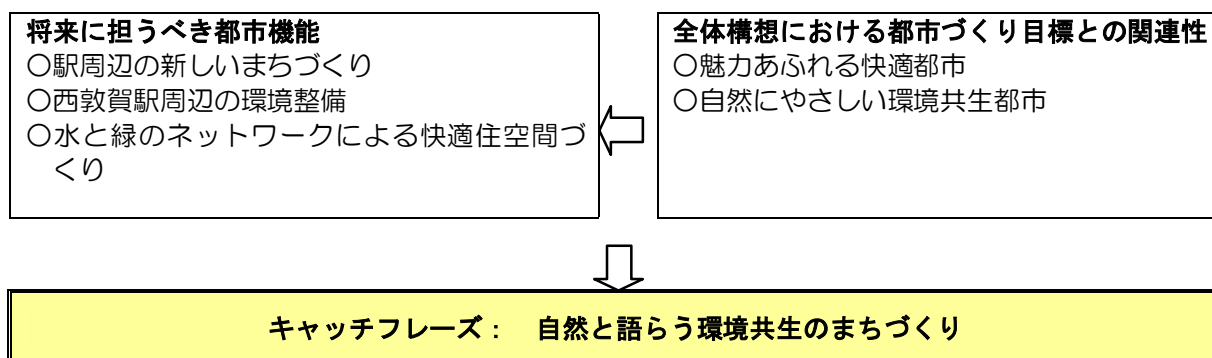 将来に担うべき都市機能
○駅周辺の新しいまちづくり
○西敦賀駅周辺の環境整備
○水と緑のネットワークによる快適住空間づ
くり
全体構想における都市づくり目標との関連性
○魅力あふれる快適都市
○自然にやさしい環境共生都市
キャッチフレーズ： 自然と語らう環境共生のまちづくり